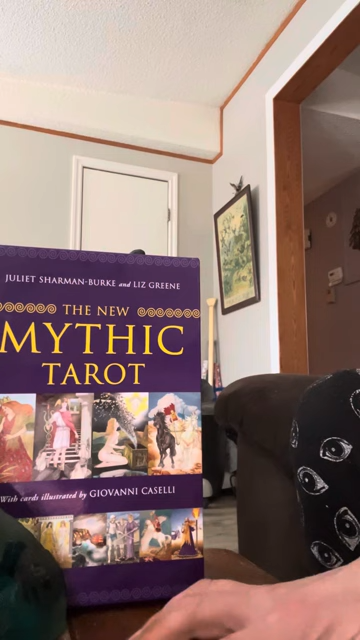 JULIET SHARMAN-BURKE and LIZ GREENE
THE NEW
MYTHIC
TAROT
With cards illustrated by GIOVANNI CASELLI